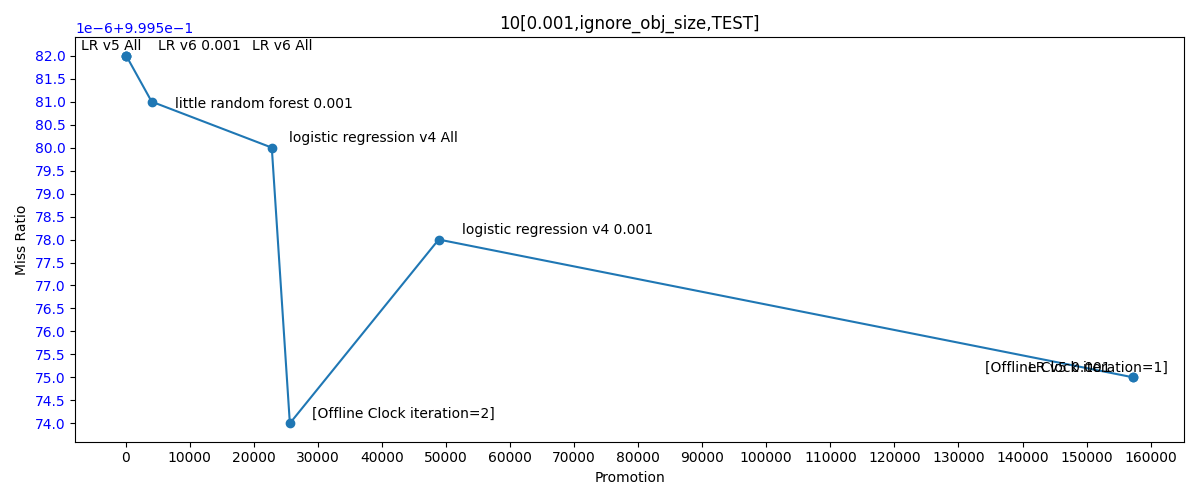 10[0.001,ignore_obj_size,TEST]
1e−6+9.995e−1
LR v5 All
LR v6 0.001
LR v6 All
little random forest 0.001
logistic regression v4 All
logistic regression v4 0.001
[Offline Clock iteration=1]
LR v5 0.001
[Offline Clock iteration=2]
82.0
81.5
81.0
80.5
80.0
79.5
79.0
78.5
78.0
77.5
77.0
76.5
76.0
75.5
75.0
74.5
74.0
Miss Ratio
0 10000 20000 30000 40000 50000 60000 70000 80000 90000 100000 110000 120000 130000 140000 150000 160000
Promotion